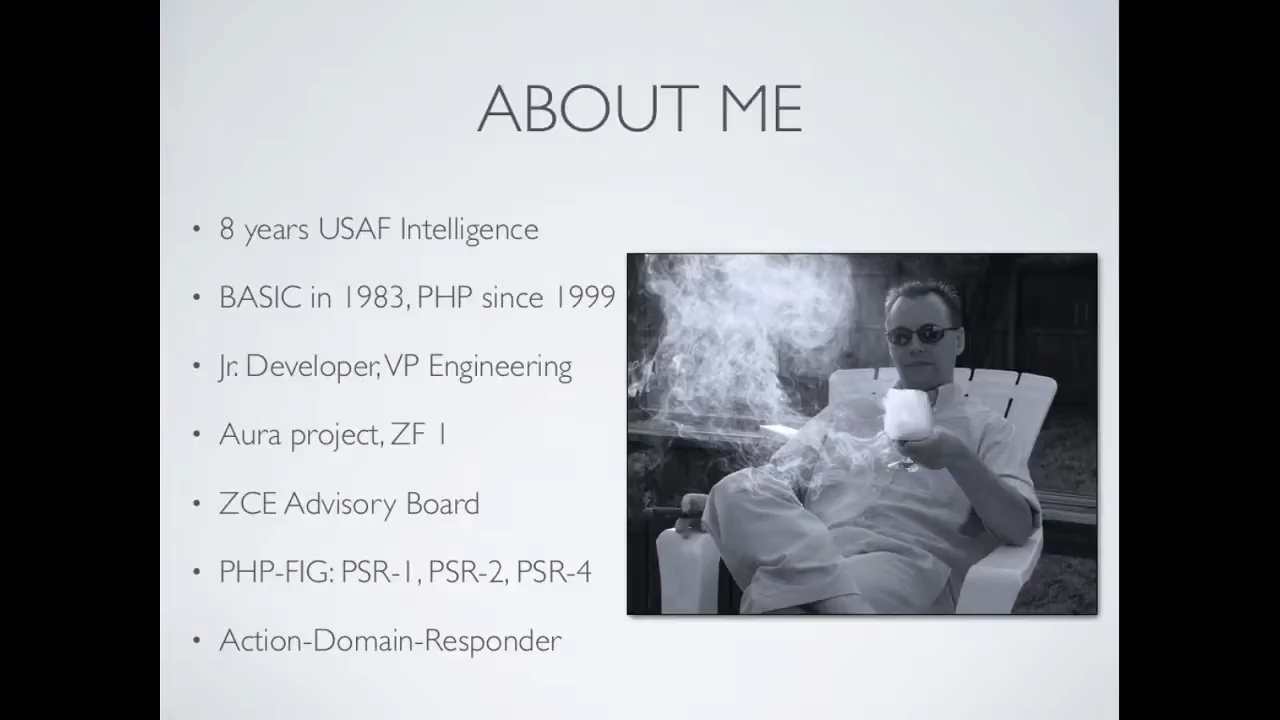 ABOUT ME
• 8 years USAF Intelligence
• BASIC in 1983, PHP since 1999
• Jr. Developer, VP Engineering
• Aura project, ZF 1
• ZCE Advisory Board
• PHP-FIG: PSR-1, PSR-2, PSR-4
• Action-Domain-Responder